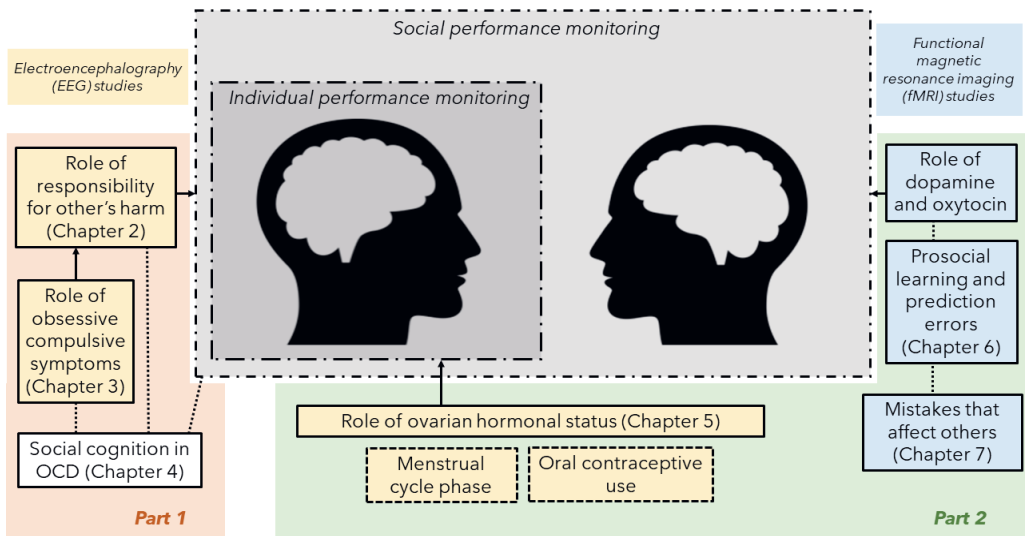 Social performance monitoring
Electroencephalography
(EEG) studies
Functional
magnetic
resonance imaging
(fMRI) studies
Individual performance monitoring
Role of
responsibility
for other's harm
(Chapter 2)
Role of
obsessive
compulsive
symptoms
(Chapter 3)
Social cognition in
OCD (Chapter 4)
Part 1
Role of ovarian hormonal status (Chapter 5)
Menstrual
cycle phase
Oral contraceptive
use
Role of
dopamine
and oxytocin
Prosocial
learning and
prediction
errors
(Chapter 6)
Mistakes that
affect others
(Chapter 7)
Part 2